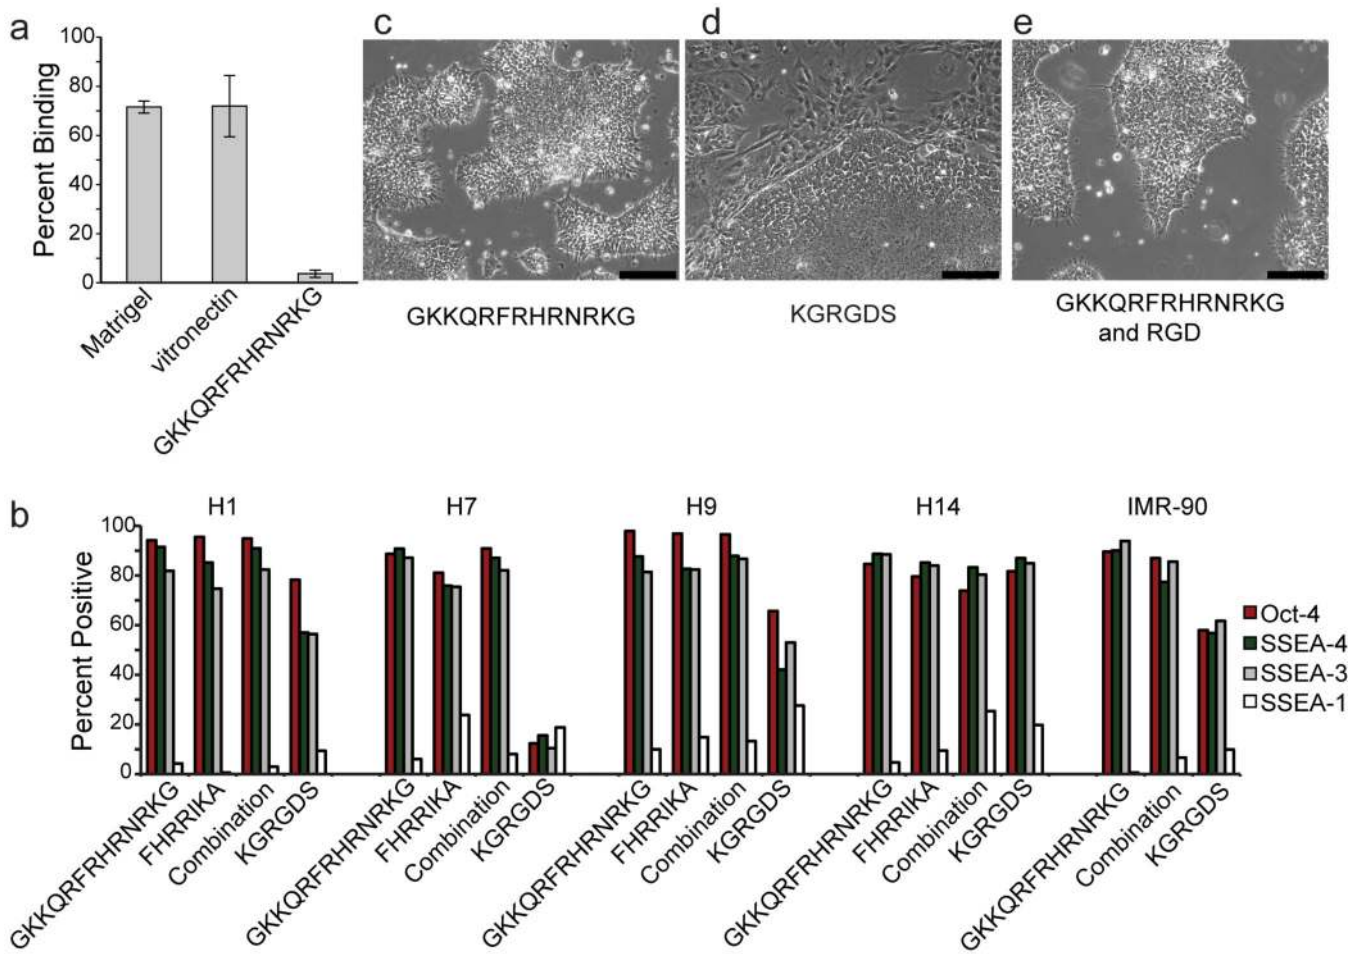 a
100
80
60
40
20
0
Percent Binding
Matrigel
vitronectin
GKKQRFRHRNRKG
c
GKKQRFRHRNRKG
d
KGRGDS
e
GKKQRFRHRNRKG
and RGD
b
H1
H7
H9
H14
IMR-90
100
80
60
40
20
0
Percent Positive
Oct-4
SSEA-4
SSEA-3
SSEA-1
GKKQRFRHRNRKG
FHRRIKA
Combination
KGRGDS
GKKQRFRHRNRKG
FHRRIKA
Combination
KGRGDS
GKKQRFRHRNRKG
FHRRIKA
Combination
KGRGDS
GKKQRFRHRNRKG
FHRRIKA
Combination
KGRGDS
GKKQRFRHRNRKG
Combination
KGRGDS